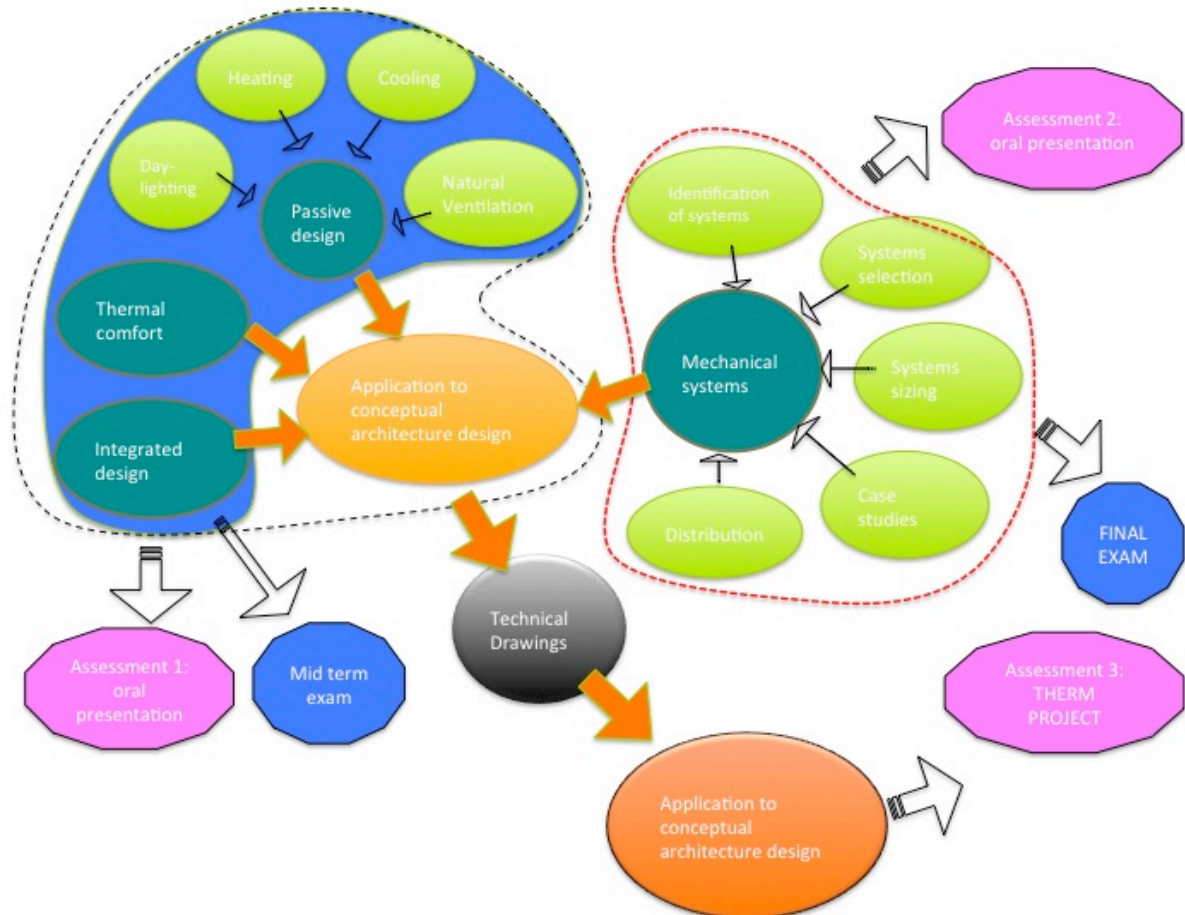 Heating
Cooling
Day-
lighting
Natural
Ventilation
Passive
design
Thermal
comfort
Integrated
design
Application to
conceptual
architecture design
Identification
of systems
Systems
selection
Mechanical
systems
Systems
sizing
Case
studies
Distribution
Assessment 2:
oral presentation
FINAL
EXAM
Technical
Drawings
Assessment 1:
oral
presentation
Mid term
exam
Assessment 3:
THERM
PROJECT
Application to
conceptual
architecture design